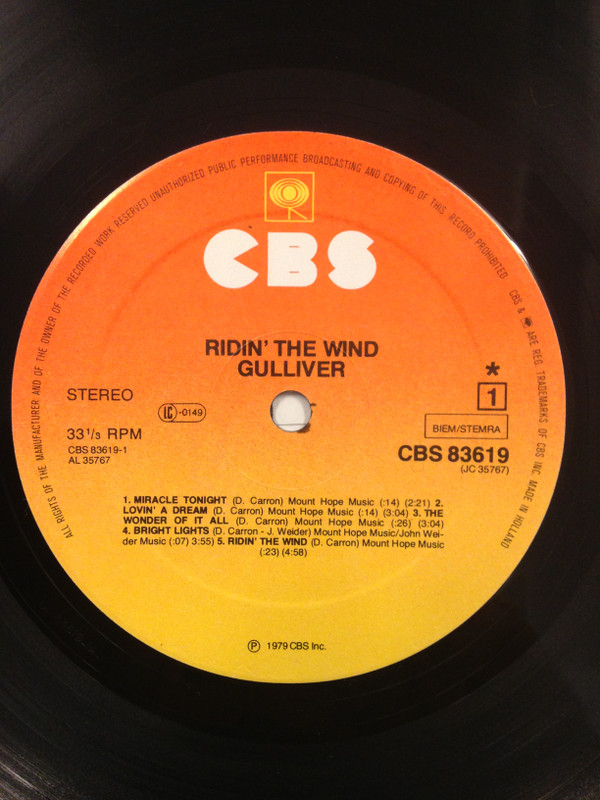 ALL RIGHTS OF THE MANUFACTURER AND OF THE OWNER OF THE RECORDED WORK RESERVED UNAUTHORIZED PUBLIC PERFORMANCE BROADCASTING AND COPYING OF THIS RECORD PROHIBITED
CBS & ARE REG. TRADEMARKS OF CBS INC. MADE IN HOLLAND
CBS
RIDIN' THE WIND
GULLIVER
STEREO
LC -0149
33 1/3 RPM
CBS 83619-1
AL 35767
*
1
BIEM/STEMRA
CBS 83619
(JC 35767)
1. MIRACLE TONIGHT (D. Carron) Mount Hope Music (:14) (2:21) 2.
LOVIN' A DREAM (D. Carron) Mount Hope Music (:14) (3:04) 3. THE
WONDER OF IT ALL (D. Carron) Mount Hope Music (:26) (3:04)
4. BRIGHT LIGHTS (D. Carron - J. Weider) Mount Hope Music/John Wei-
der Music (:07) 3:55) 5. RIDIN' THE WIND (D. Carron) Mount Hope Music
(:23) (4:58)
℗ 1979 CBS Inc.